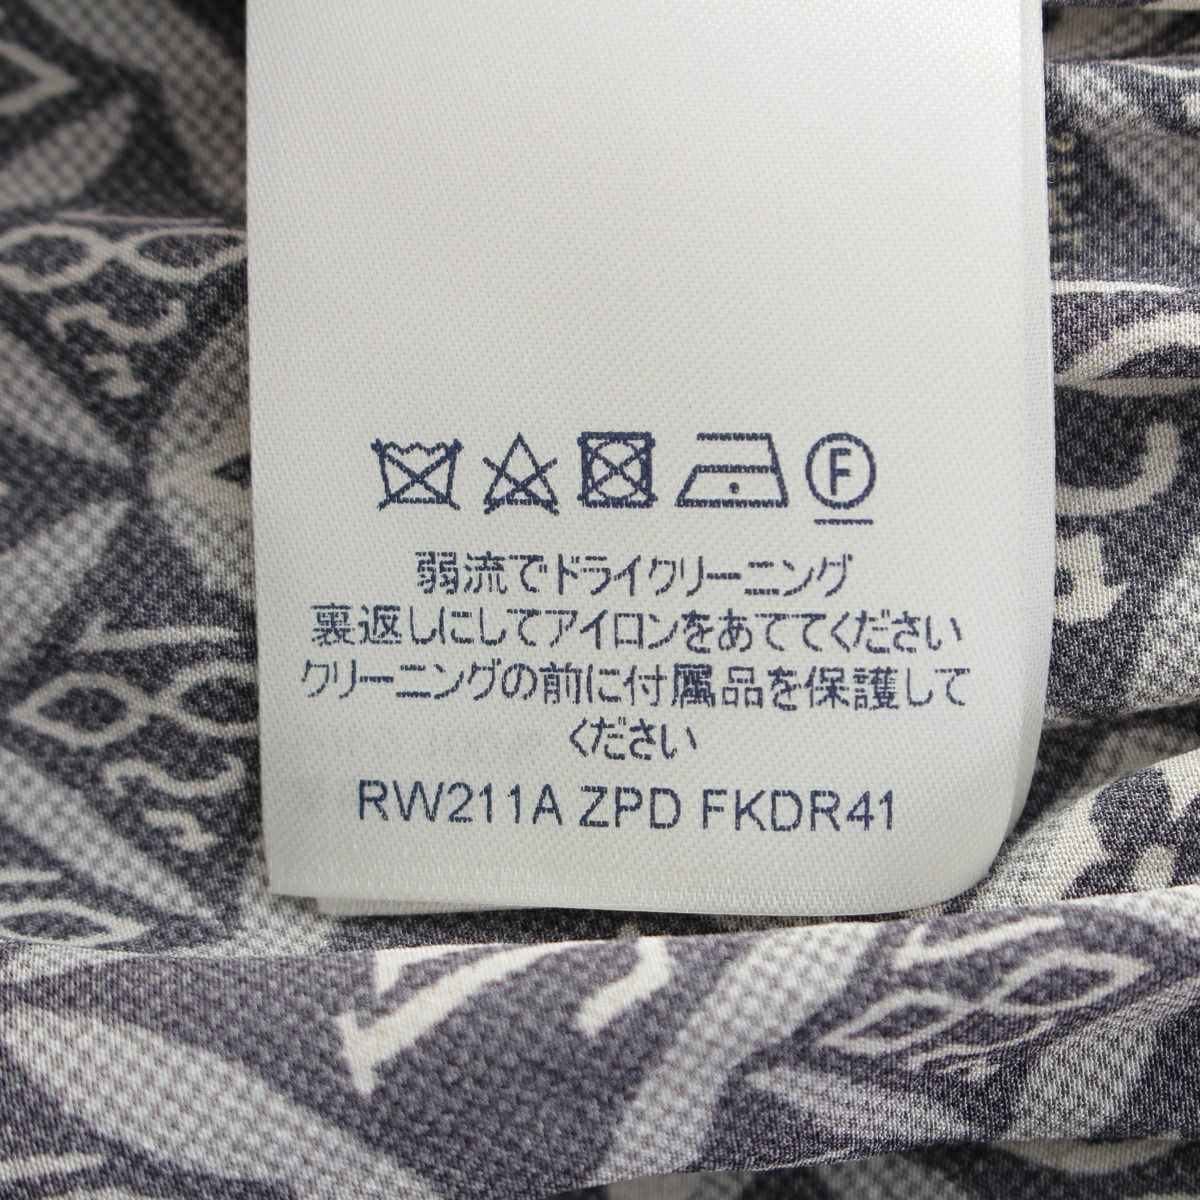 F
弱流でドライクリーニング
裏返しにしてアイロンをあててください
クリーニングの前に付属品を保護して
ください
RW211A ZPD FKDR41